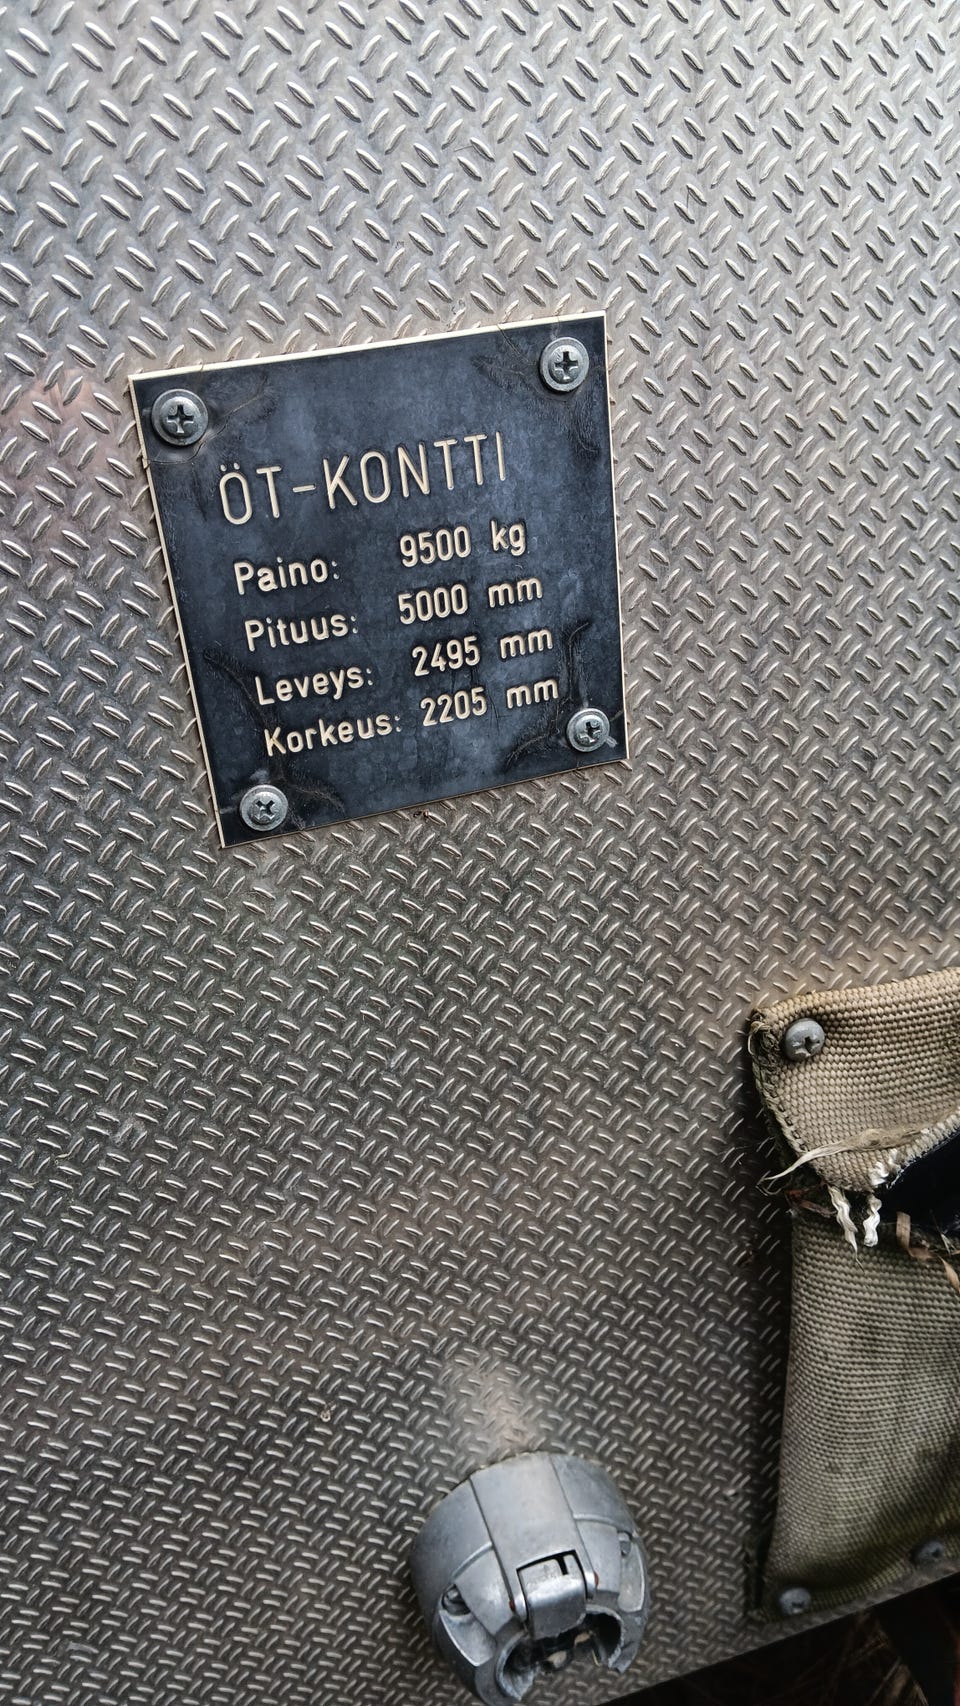 ÖT-KONTTI
Paino: 9500 kg
Pituus: 5000 mm
Leveys: 2495 mm
Korkeus: 2205 mm